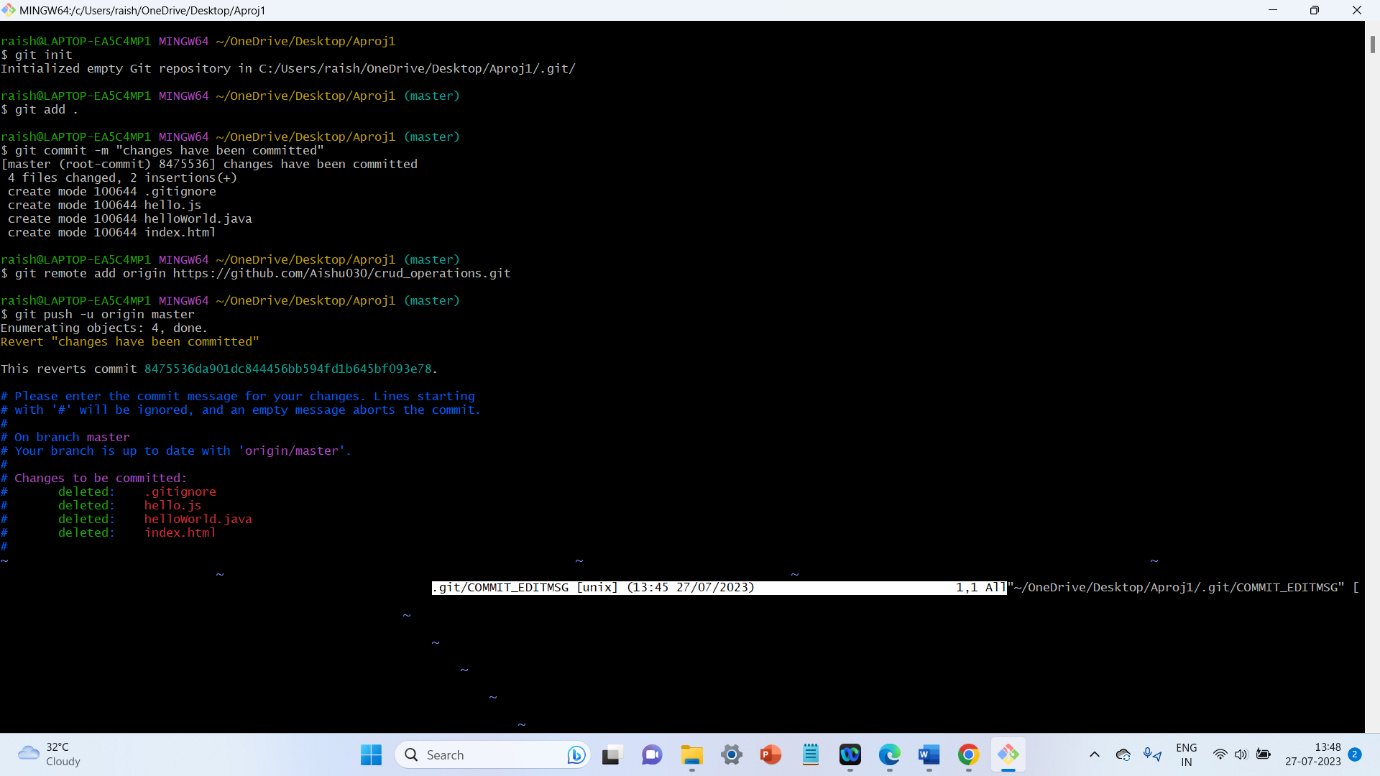 MINGW64:/c/Users/raish/OneDrive/Desktop/Aproj1
raish@LAPTOP-EA5C4MP1 MINGW64 ~/OneDrive/Desktop/Aproj1
$ git init
Initialized empty Git repository in C:/Users/raish/OneDrive/Desktop/Aproj1/.git/
raish@LAPTOP-EA5C4MP1 MINGW64 ~/OneDrive/Desktop/Aproj1 (master)
$ git add .
raish@LAPTOP-EA5C4MP1 MINGW64 ~/OneDrive/Desktop/Aproj1 (master)
$ git commit -m "changes have been committed"
[master (root-commit) 8475536] changes have been committed
 4 files changed, 2 insertions(+)
 create mode 100644 .gitignore
 create mode 100644 hello.js
 create mode 100644 helloWorld.java
 create mode 100644 index.html
raish@LAPTOP-EA5C4MP1 MINGW64 ~/OneDrive/Desktop/Aproj1 (master)
$ git remote add origin https://github.com/Aishu030/crud_operations.git
raish@LAPTOP-EA5C4MP1 MINGW64 ~/OneDrive/Desktop/Aproj1 (master)
$ git push -u origin master
Enumerating objects: 4, done.
Revert "changes have been committed"
This reverts commit 8475536da901dc844456bb594fd1b645bf093e78.
# Please enter the commit message for your changes. Lines starting
# with '#' will be ignored, and an empty message aborts the commit.
#
# On branch master
# Your branch is up to date with 'origin/master'.
#
# Changes to be committed:
#       deleted:    .gitignore
#       deleted:    hello.js
#       deleted:    helloWorld.java
#       deleted:    index.html
#
~ ~ ~
~ ~
.git/COMMIT_EDITMSG [unix] (13:45 27/07/2023) 1,1 All"~/OneDrive/Desktop/Aproj1/.git/COMMIT_EDITMSG" [
~
~
~
~
~
32°C
Cloudy
Search
ENG
IN
13:48
27-07-2023
2